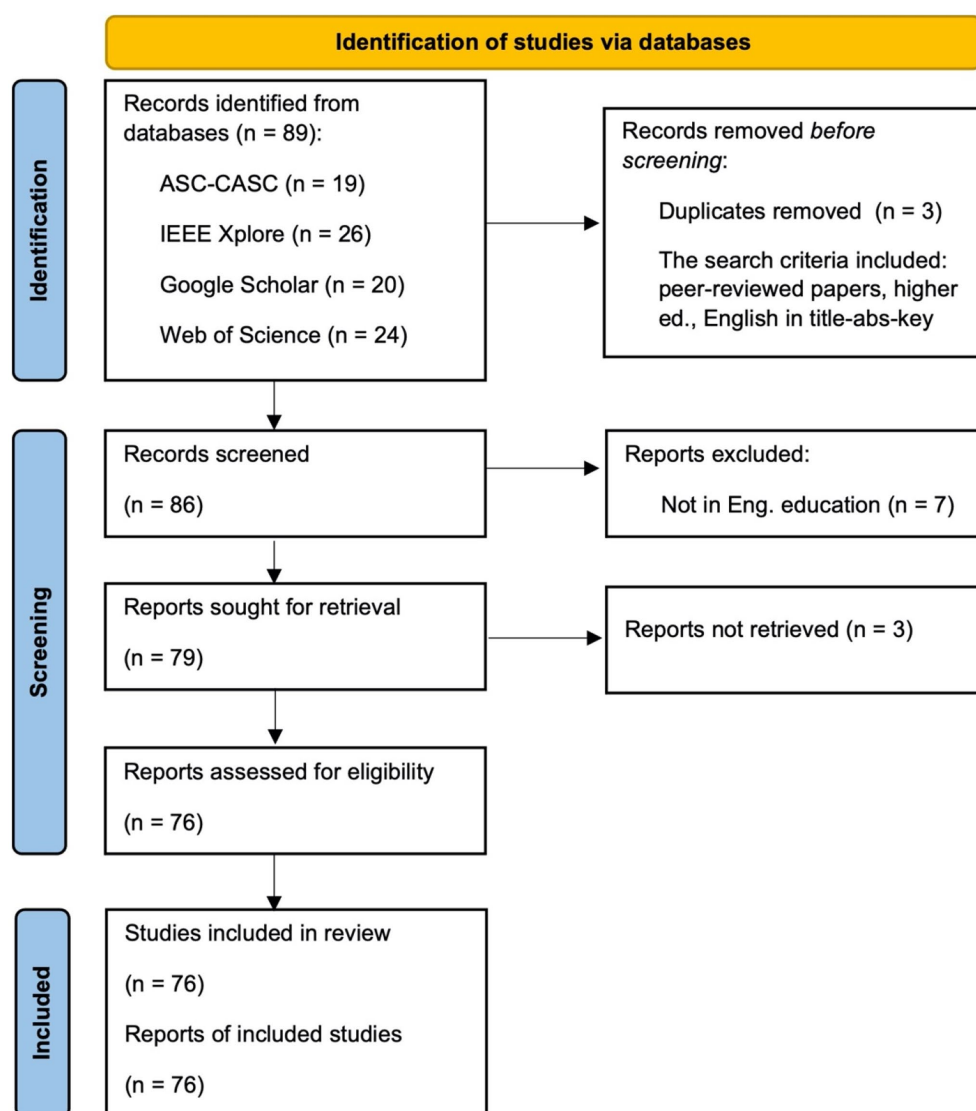 Identification of studies via databases
Identification
Records identified from
databases (n = 89):
ASC-CASC (n = 19)
IEEE Xplore (n = 26)
Google Scholar (n = 20)
Web of Science (n = 24)
Records removed before
screening:
Duplicates removed (n = 3)
The search criteria included:
peer-reviewed papers, higher
ed., English in title-abs-key
Screening
Records screened
(n = 86)
Reports excluded:
Not in Eng. education (n = 7)
Reports sought for retrieval
(n = 79)
Reports not retrieved (n = 3)
Reports assessed for eligibility
(n = 76)
Included
Studies included in review
(n = 76)
Reports of included studies
(n = 76)